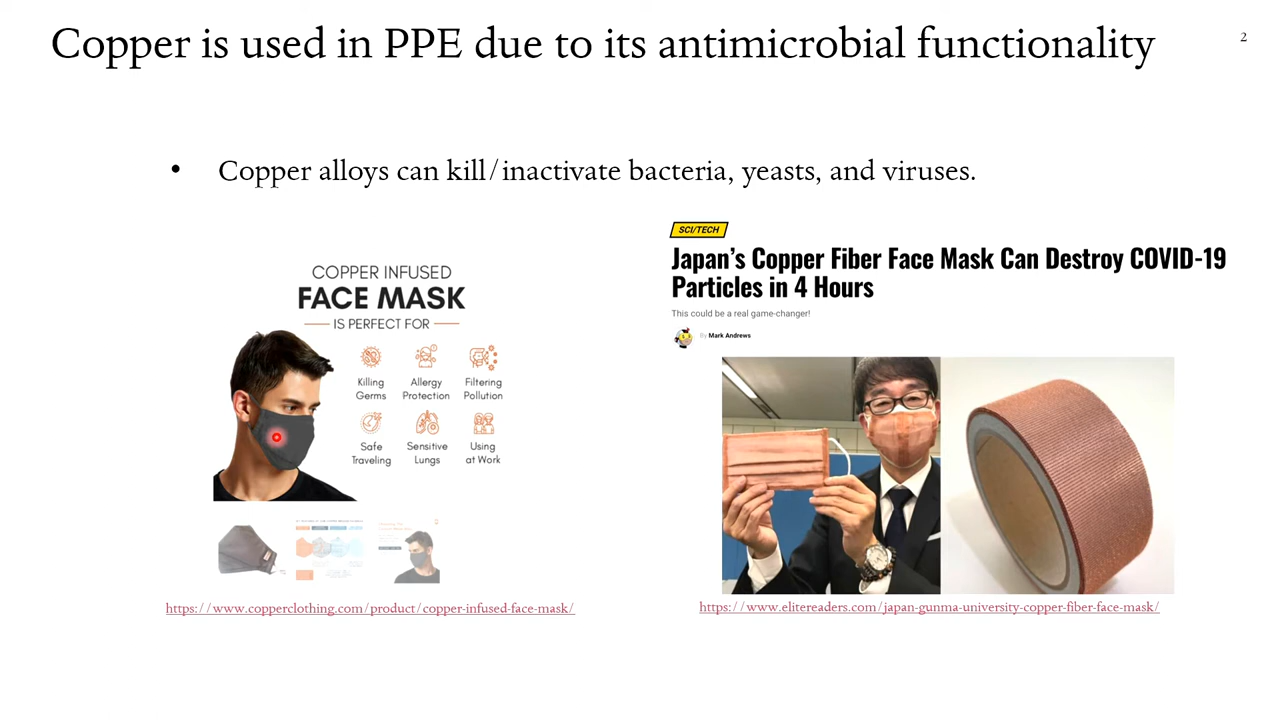 Copper is used in PPE due to its antimicrobial functionality
2
• Copper alloys can kill/inactivate bacteria, yeasts, and viruses.
COPPER INFUSED
FACE MASK
IS PERFECT FOR
Killing
Germs
Allergy
Protection
Filtering
Pollution
Safe
Traveling
Sensitive
Lungs
Using
at Work
https://www.copperclothing.com/product/copper-infused-face-mask/
SCI/TECH
Japan's Copper Fiber Face Mask Can Destroy COVID-19
Particles in 4 Hours
This could be a real game-changer!
By Mark Andrews
https://www.elitereaders.com/japan-gunma-university-copper-fiber-face-mask/